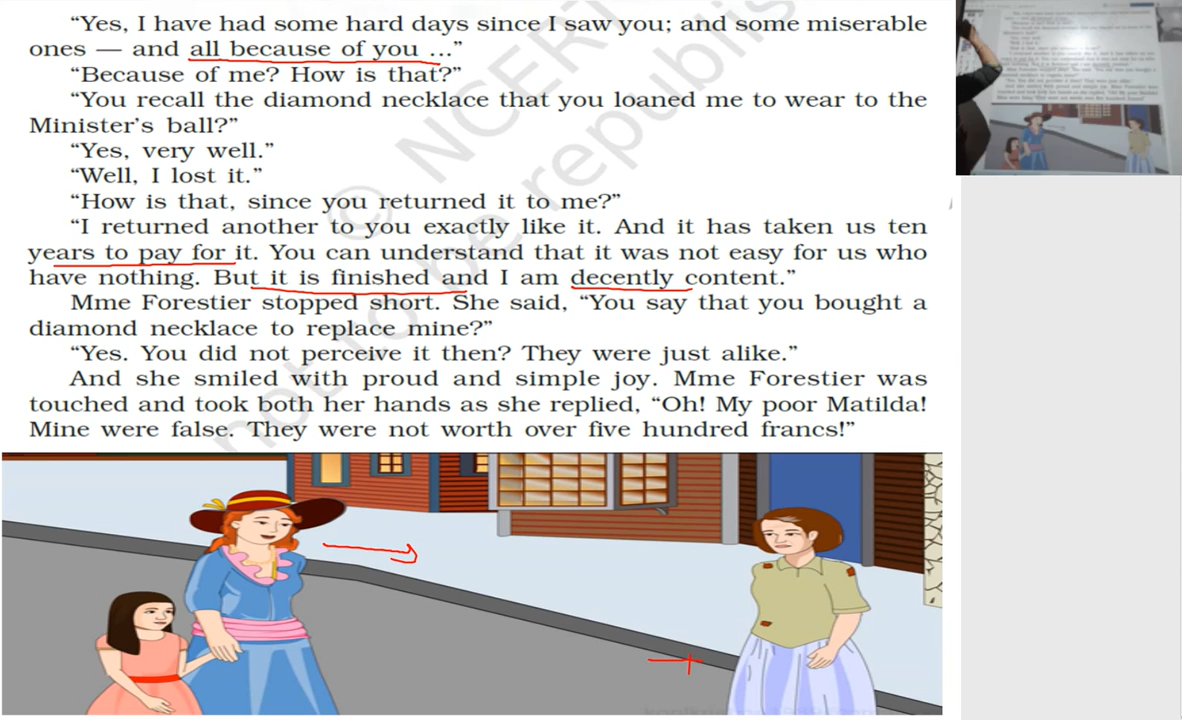 “Yes, I have had some hard days since I saw you; and some miserable
ones — and all because of you ...”
“Because of me? How is that?”
“You recall the diamond necklace that you loaned me to wear to the
Minister’s ball?”
“Yes, very well.”
“Well, I lost it.”
“How is that, since you returned it to me?”
“I returned another to you exactly like it. And it has taken us ten
years to pay for it. You can understand that it was not easy for us who
have nothing. But it is finished and I am decently content.”
Mme Forestier stopped short. She said, “You say that you bought a
diamond necklace to replace mine?”
“Yes. You did not perceive it then? They were just alike.”
And she smiled with proud and simple joy. Mme Forestier was
touched and took both her hands as she replied, “Oh! My poor Matilda!
Mine were false. They were not worth over five hundred francs!”
© NCERT
not to be republis